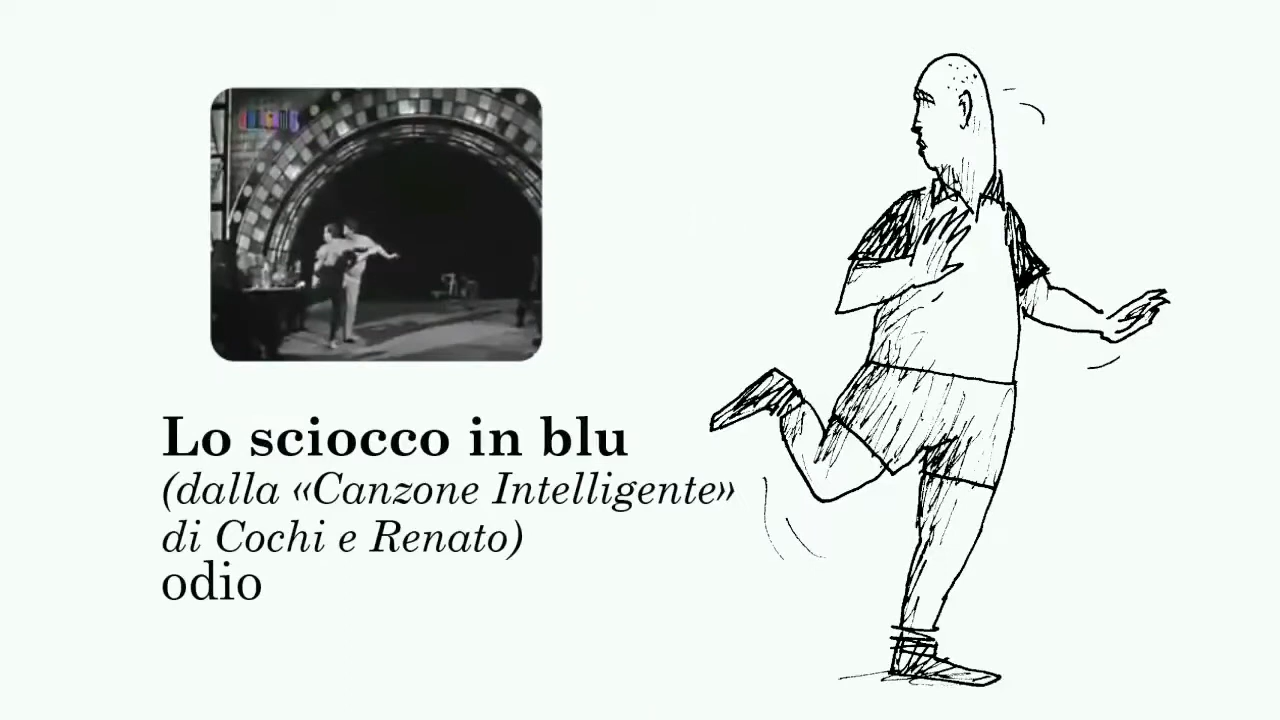 Lo sciocco in blu
(dalla «Canzone Intelligente»
di Cochi e Renato)
odio